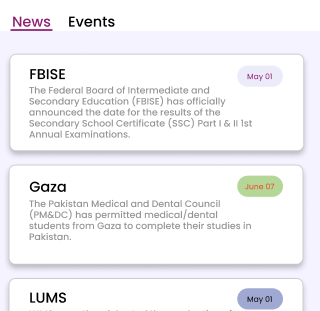 News Events
FBISE
May 01
The Federal Board of Intermediate and
Secondary Education (FBISE) has officially
announced the date for the results of the
Secondary School Certificate (SSC) Part I & II 1st
Annual Examinations.
Gaza
June 07
The Pakistan Medical and Dental Council
(PM&DC) has permitted medical/dental
students from Gaza to complete their studies in
Pakistan.
LUMS
May 01